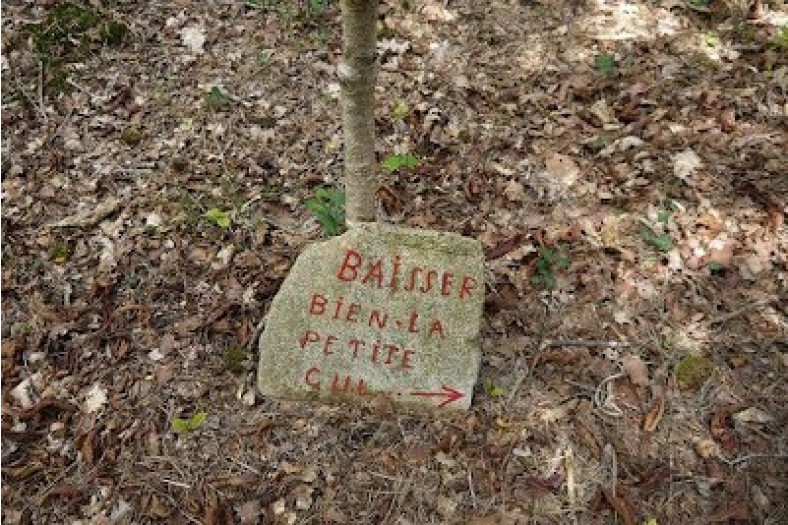 BAiSSER
BiEN-LA
PETiTE
CUL →